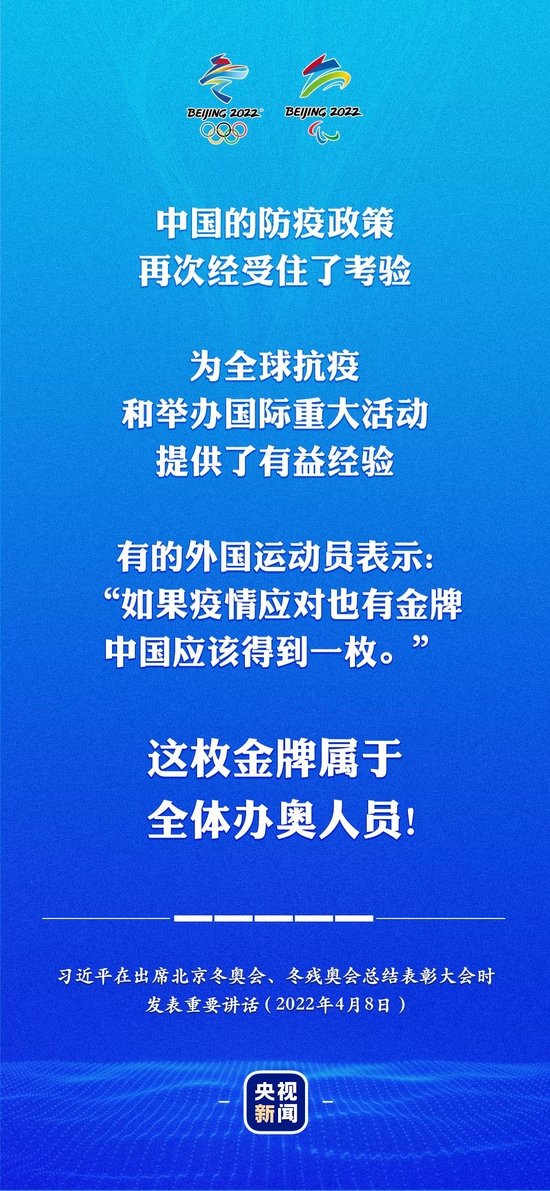 BEIJING 2022 BEIJING 2022
中国的防疫政策
再次经受住了考验
为全球抗疫
和举办国际重大活动
提供了有益经验
有的外国运动员表示:
“如果疫情应对也有金牌
中国应该得到一枚。”
这枚金牌属于
全体办奥人员!
习近平在出席北京冬奥会、冬残奥会总结表彰大会时
发表重要讲话(2022年4月8日)
央视
新闻